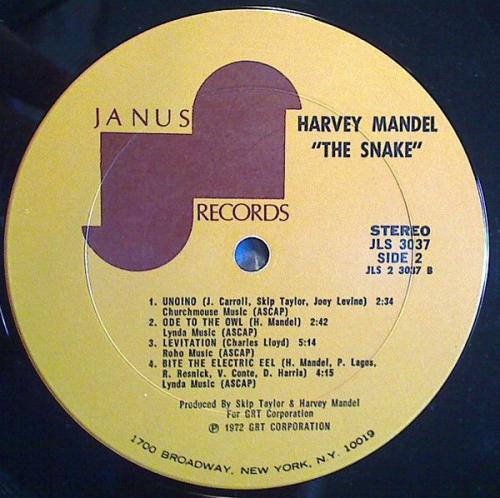 JANUS
RECORDS
HARVEY MANDEL
"THE SNAKE"
STEREO
JLS 3037
SIDE 2
JLS 2 3037 B
1. UNOINO (J. Carroll, Skip Taylor, Joey Levine) 2:34
Churchmouse Music (ASCAP)
2. ODE TO THE OWL (H. Mandel) 2:42
Lynda Music (ASCAP)
3. LEVITATION (Charles Lloyd) 5:14
Roho Music (ASCAP)
4. BITE THE ELECTRIC EEL (H. Mandel, P. Lagos,
R. Resnick, V. Conte, D. Harris) 4:15
Lynda Music (ASCAP)
Produced By Skip Taylor & Harvey Mandel
For GRT Corporation
℗ 1972 GRT CORPORATION
1700 BROADWAY, NEW YORK, N.Y. 10019